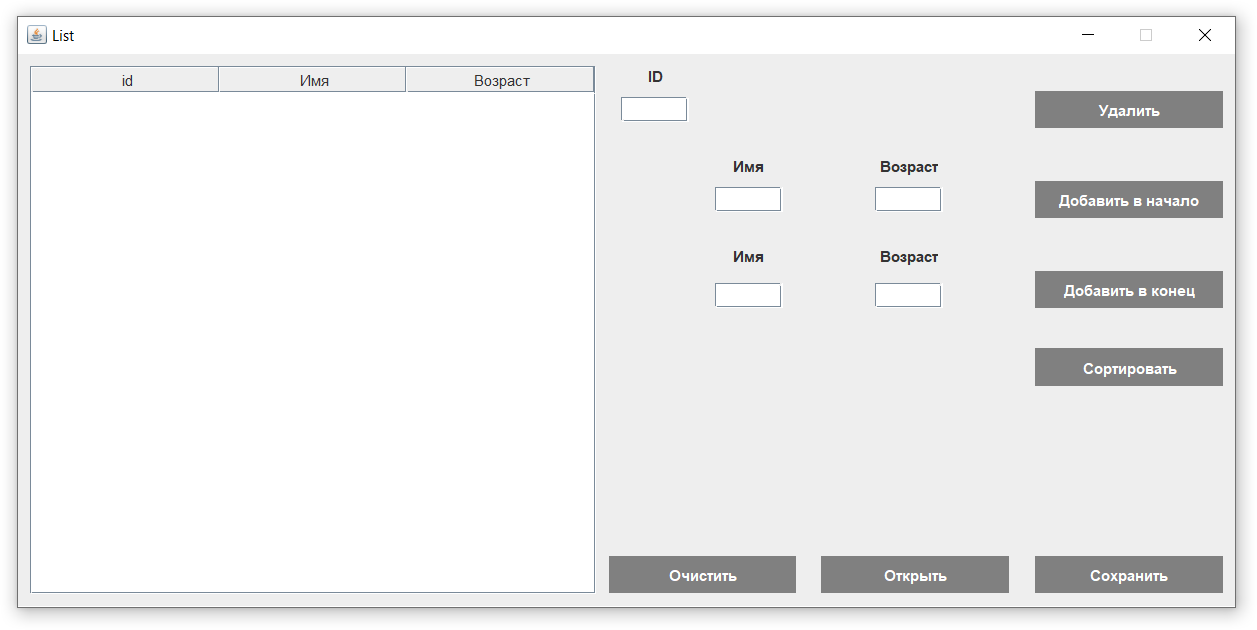 List
id Имя Возраст
ID
Удалить
Имя Возраст
Добавить в начало
Имя Возраст
Добавить в конец
Сортировать
Очистить Открыть Сохранить